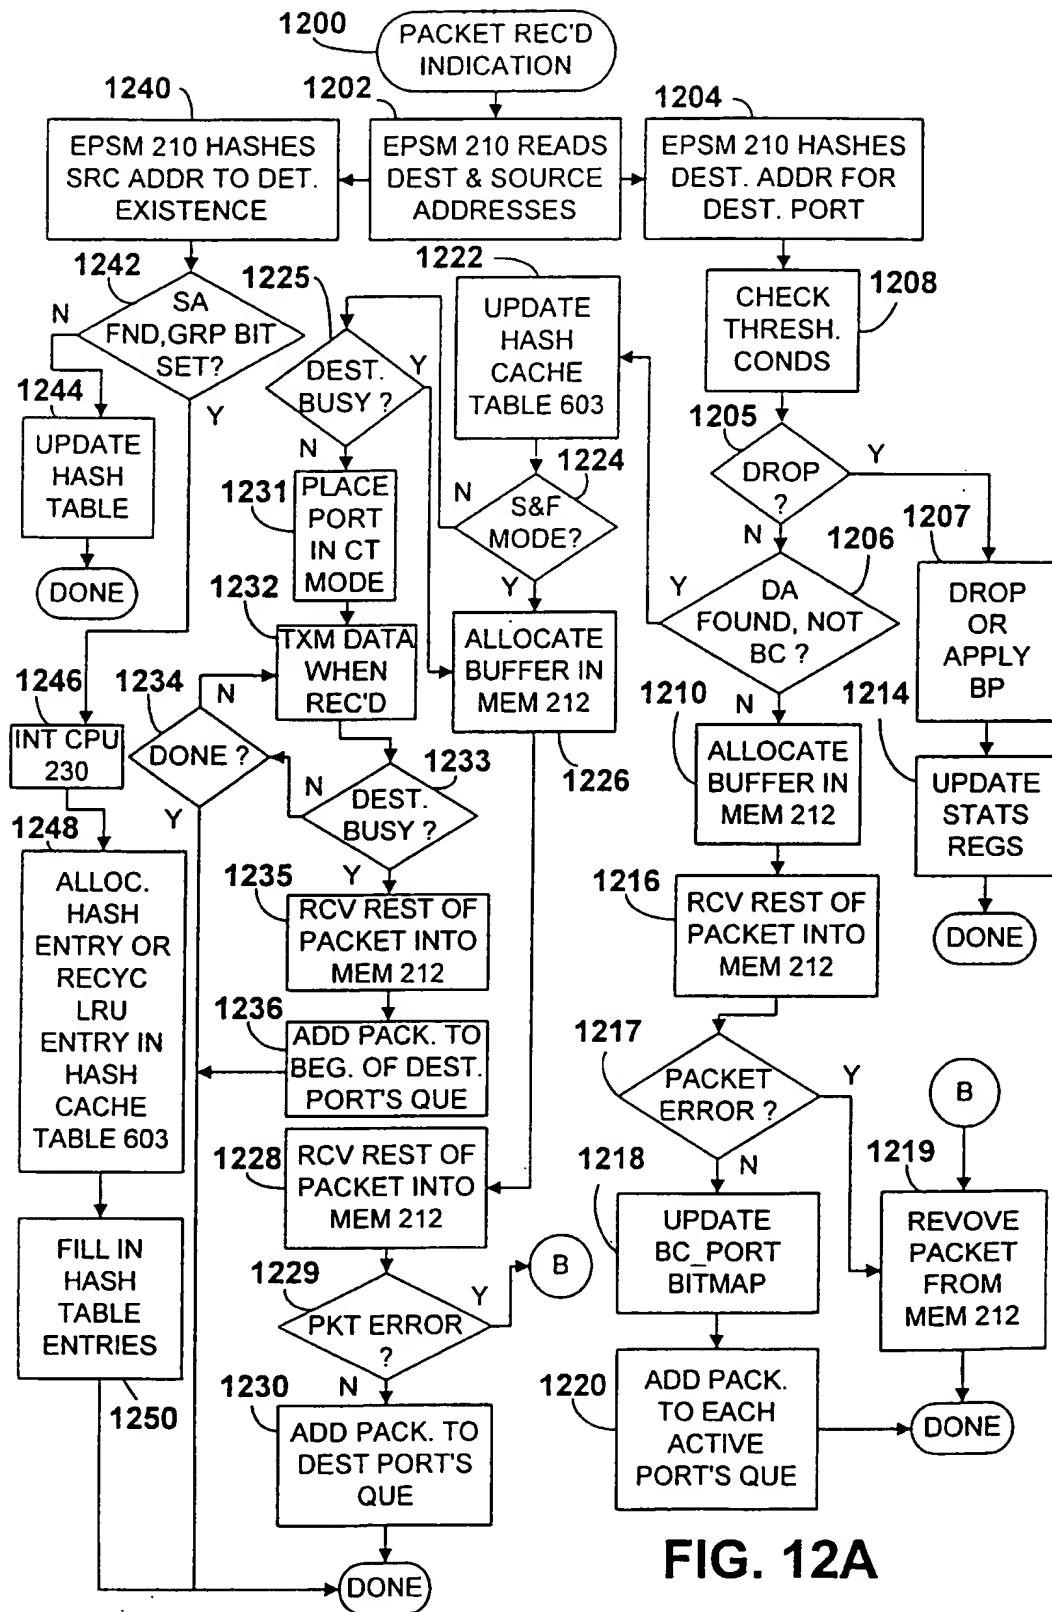 1200
PACKET REC'D
INDICATION
1240
1202
1204
EPSM 210 HASHES
SRC ADDR TO DET.
EXISTENCE
EPSM 210 READS
DEST & SOURCE
ADDRESSES
EPSM 210 HASHES
DEST. ADDR FOR
DEST. PORT
1242
SA
FND,GRP BIT
SET?
N
Y
1244
UPDATE
HASH
TABLE
DONE
1225
DEST.
BUSY ?
Y
N
1222
UPDATE
HASH
CACHE
TABLE 603
1208
CHECK
THRESH.
CONDS
1205
DROP
?
Y
N
1224
S&F
MODE?
N
Y
1231
PLACE
PORT
IN CT
MODE
1206
DA
FOUND, NOT
BC ?
Y
N
1207
DROP
OR
APPLY
BP
1232
TXM DATA
WHEN
REC'D
ALLOCATE
BUFFER IN
MEM 212
1226
1246
INT CPU
230
1234
DONE ?
N
Y
1233
DEST.
BUSY ?
N
Y
1210
ALLOCATE
BUFFER IN
MEM 212
1214
UPDATE
STATS
REGS
DONE
1248
ALLOC.
HASH
ENTRY OR
RECYC
LRU
ENTRY IN
HASH
CACHE
TABLE 603
1235
RCV REST OF
PACKET INTO
MEM 212
1216
RCV REST OF
PACKET INTO
MEM 212
1236
ADD PACK. TO
BEG. OF DEST.
PORT'S QUE
1217
PACKET
ERROR ?
Y
N
B
1228
RCV REST OF
PACKET INTO
MEM 212
1218
UPDATE
BC_PORT
BITMAP
1219
REVOVE
PACKET
FROM
MEM 212
FILL IN
HASH
TABLE
ENTRIES
1250
1229
PKT ERROR
?
Y
N
B
1230
ADD PACK. TO
DEST PORT'S
QUE
1220
ADD PACK.
TO EACH
ACTIVE
PORT'S QUE
DONE
DONE
FIG. 12A